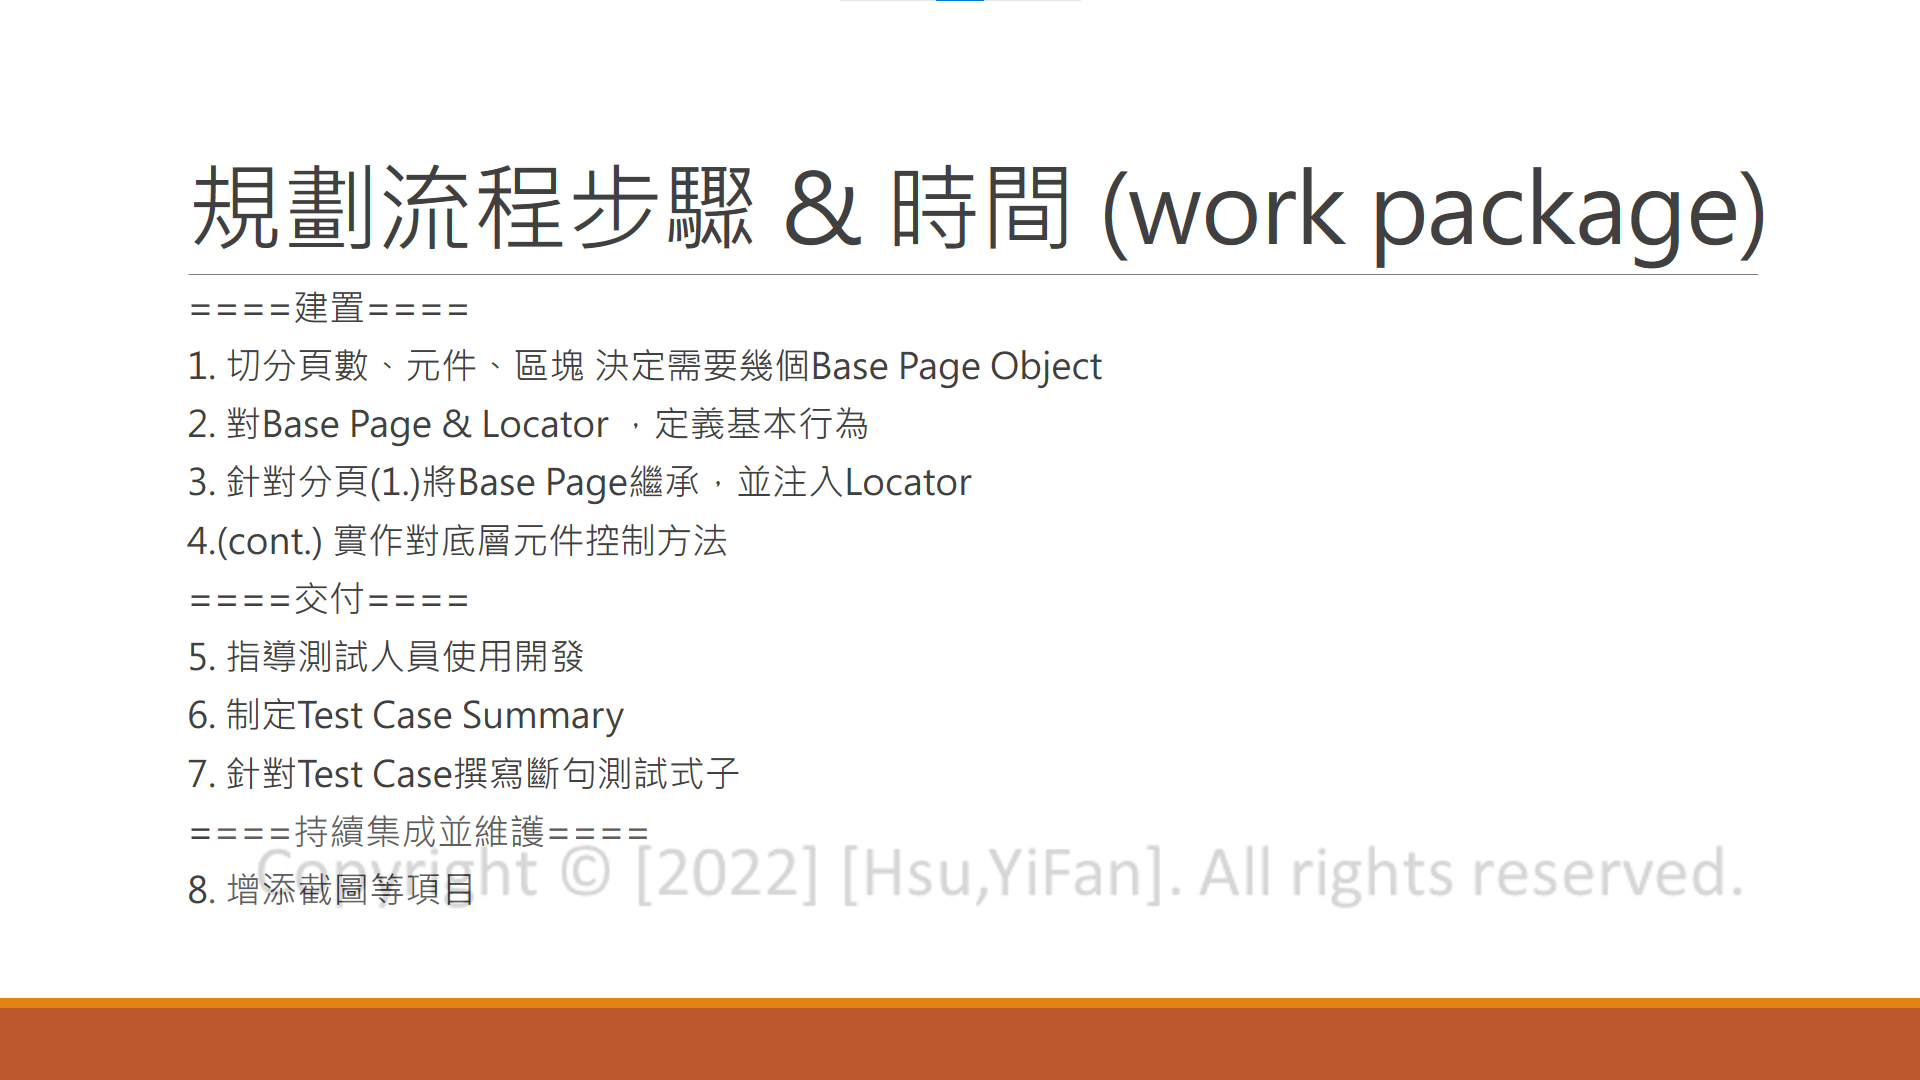 規劃流程步驟 & 時間 (work package)
====建置====
1. 切分頁數、元件、區塊 決定需要幾個Base Page Object
2. 對Base Page & Locator ，定義基本行為
3. 針對分頁(1.)將Base Page繼承，並注入Locator
4.(cont.) 實作對底層元件控制方法
====交付====
5. 指導測試人員使用開發
6. 制定Test Case Summary
7. 針對Test Case撰寫斷句測試式子
====持續集成並維護====
8. 增添截圖等項目
Copyright © [2022] [Hsu,YiFan]. All rights reserved.